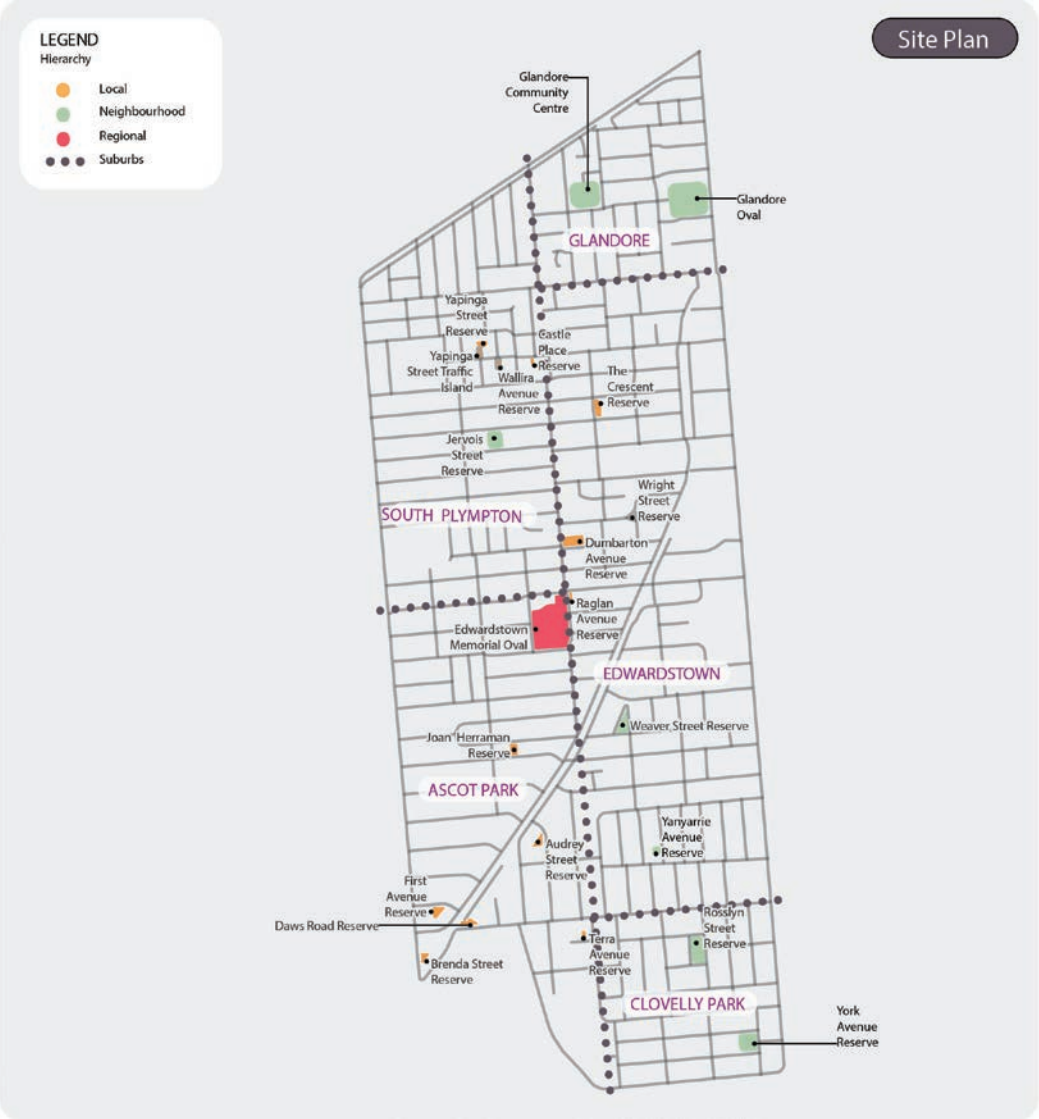 LEGEND
Hierarchy
Local
Neighbourhood
Regional
Suburbs
Site Plan
Glandore
Community
Centre
Glandore
Oval
GLANDORE
Yapinga
Street
Reserve
Yapinga
Street Traffic
Island
Wallira
Avenue
Reserve
Castle
Place
Reserve
The
Crescent
Reserve
Jervois
Street
Reserve
Wright
Street
Reserve
SOUTH PLYMPTON
Dumbarton
Avenue
Reserve
Raglan
Avenue
Reserve
Edwardstown
Memorial Oval
EDWARDSTOWN
Weaver Street Reserve
Joan Herraman
Reserve
ASCOT PARK
Yanyarrie
Avenue
Reserve
Audrey
Street
Reserve
First
Avenue
Reserve
Daws Road Reserve
Brenda Street
Reserve
Terra
Avenue
Reserve
Rosslyn
Street
Reserve
CLOVELLY PARK
York
Avenue
Reserve